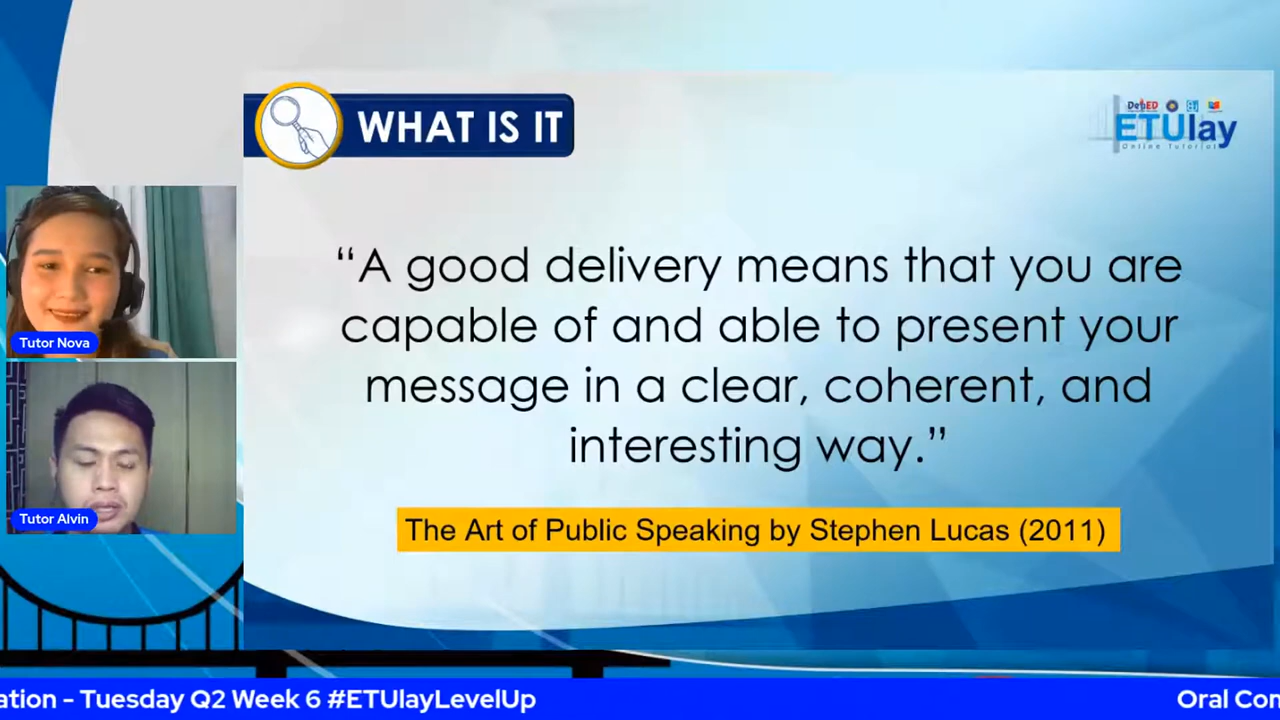 WHAT IS IT
DepED
ETUlay
Online Tutorial
“A good delivery means that you are
capable of and able to present your
message in a clear, coherent, and
interesting way.”
The Art of Public Speaking by Stephen Lucas (2011)
Tutor Nova
Tutor Alvin
ation - Tuesday Q2 Week 6 #ETUlayLevelUp
Oral Com